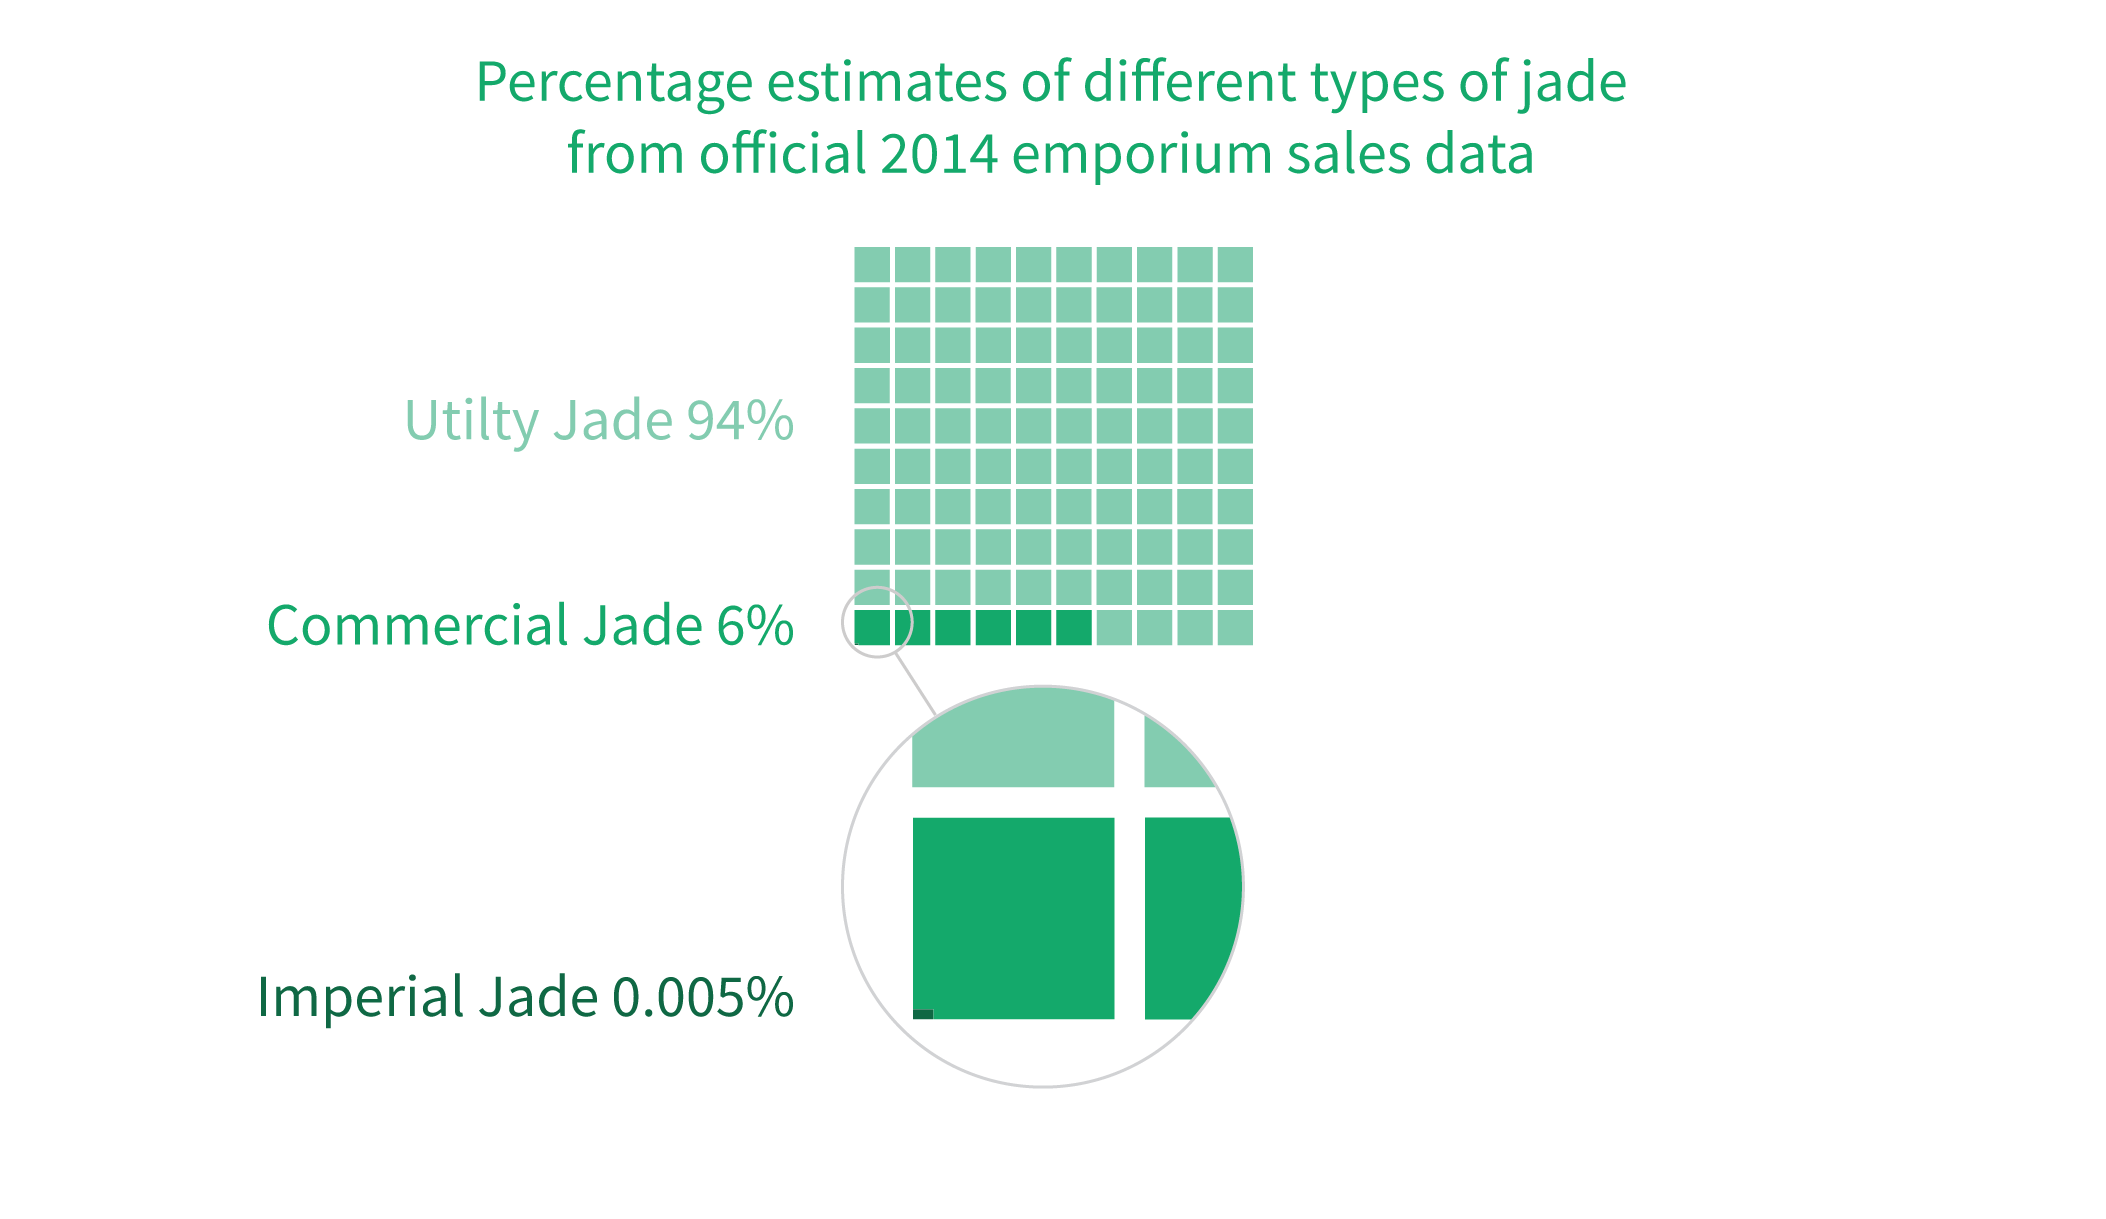 Percentage estimates of different types of jade
from official 2014 emporium sales data
Utilty Jade 94%
Commercial Jade 6%
Imperial Jade 0.005%